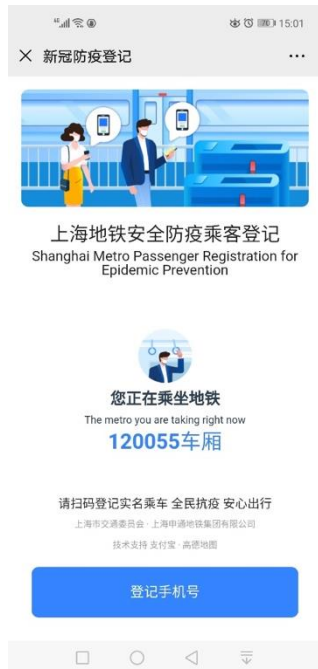 15:01
新冠防疫登记
上海地铁安全防疫乘客登记
Shanghai Metro Passenger Registration for
Epidemic Prevention
您正在乘坐地铁
The metro you are taking right now
120055车厢
请扫码登记实名乘车 全民抗疫 安心出行
上海市交通委员会·上海申通地铁集团有限公司
技术支持 支付宝·高德地图
登记手机号